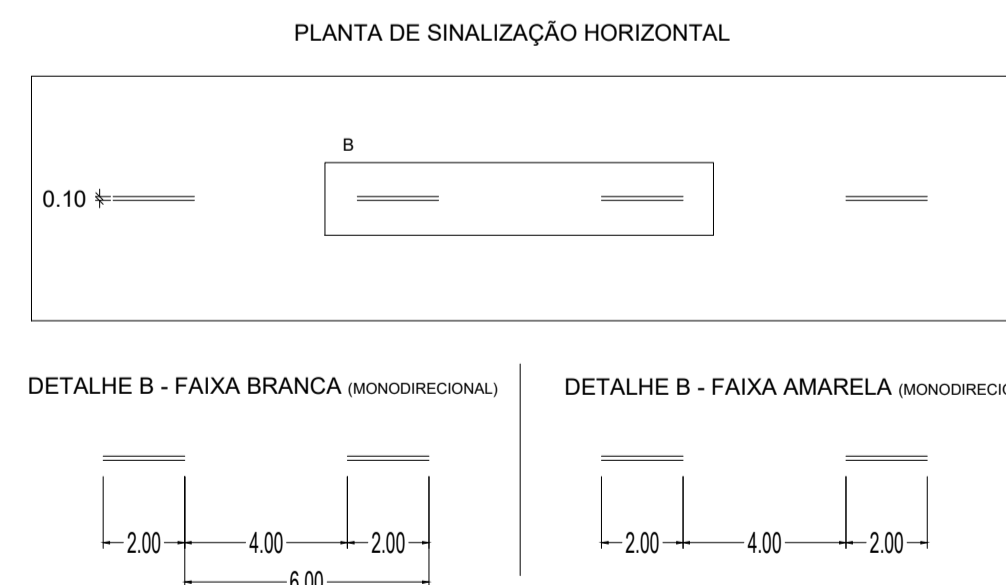 PLANTA DE SINALIZAÇÃO HORIZONTAL
B
0.10
DETALHE B - FAIXA BRANCA (MONODIRECIONAL)
DETALHE B - FAIXA AMARELA (MONODIRECIO
2.00 4.00 2.00
6.00
2.00 4.00 2.00